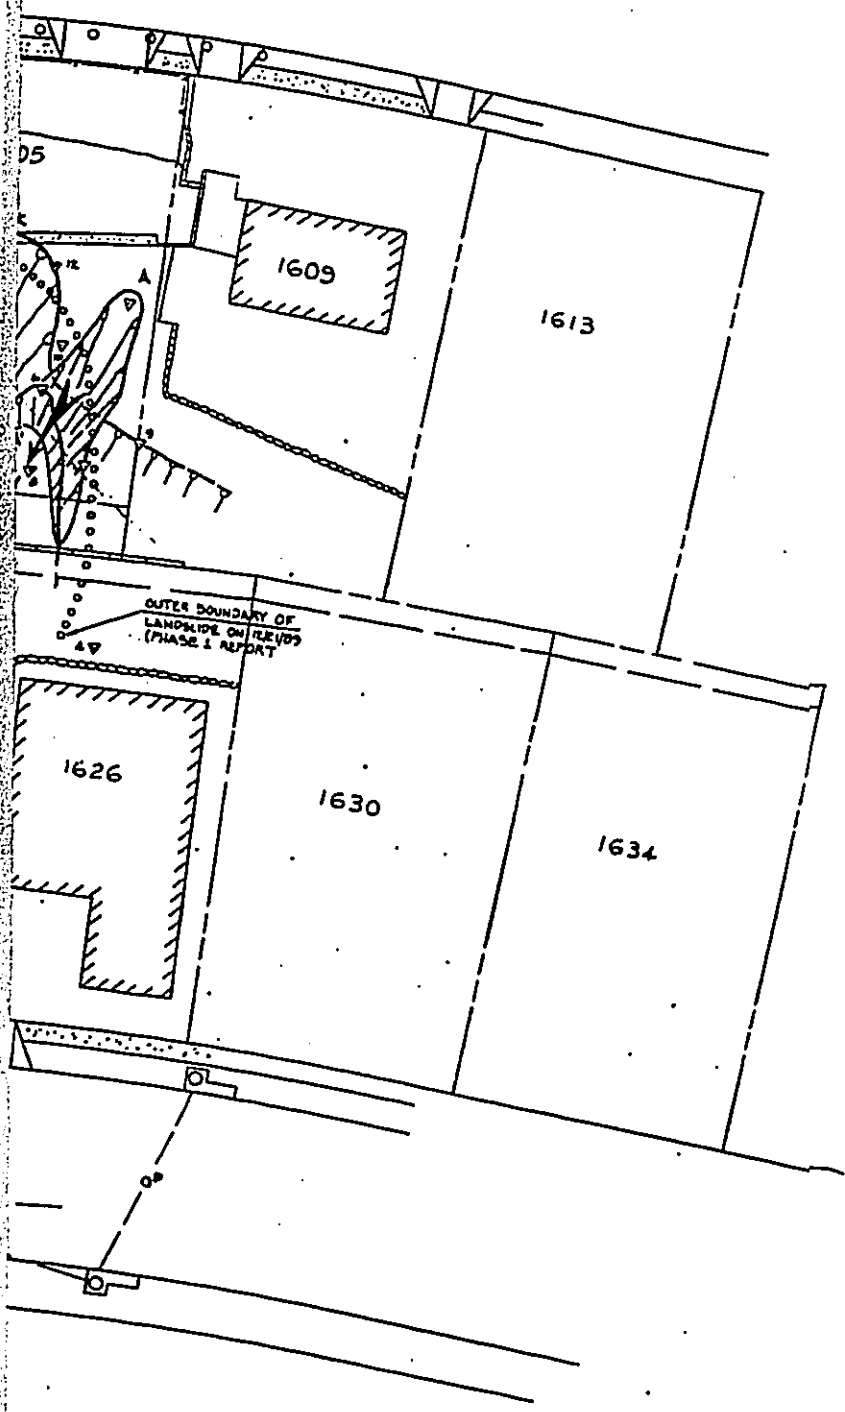 05
12
A
1609
1613
9
OUTER BOUNDARY OF
LANDSLIDE ON
(PHASE 1 REPORT
4
1626
1630
1634